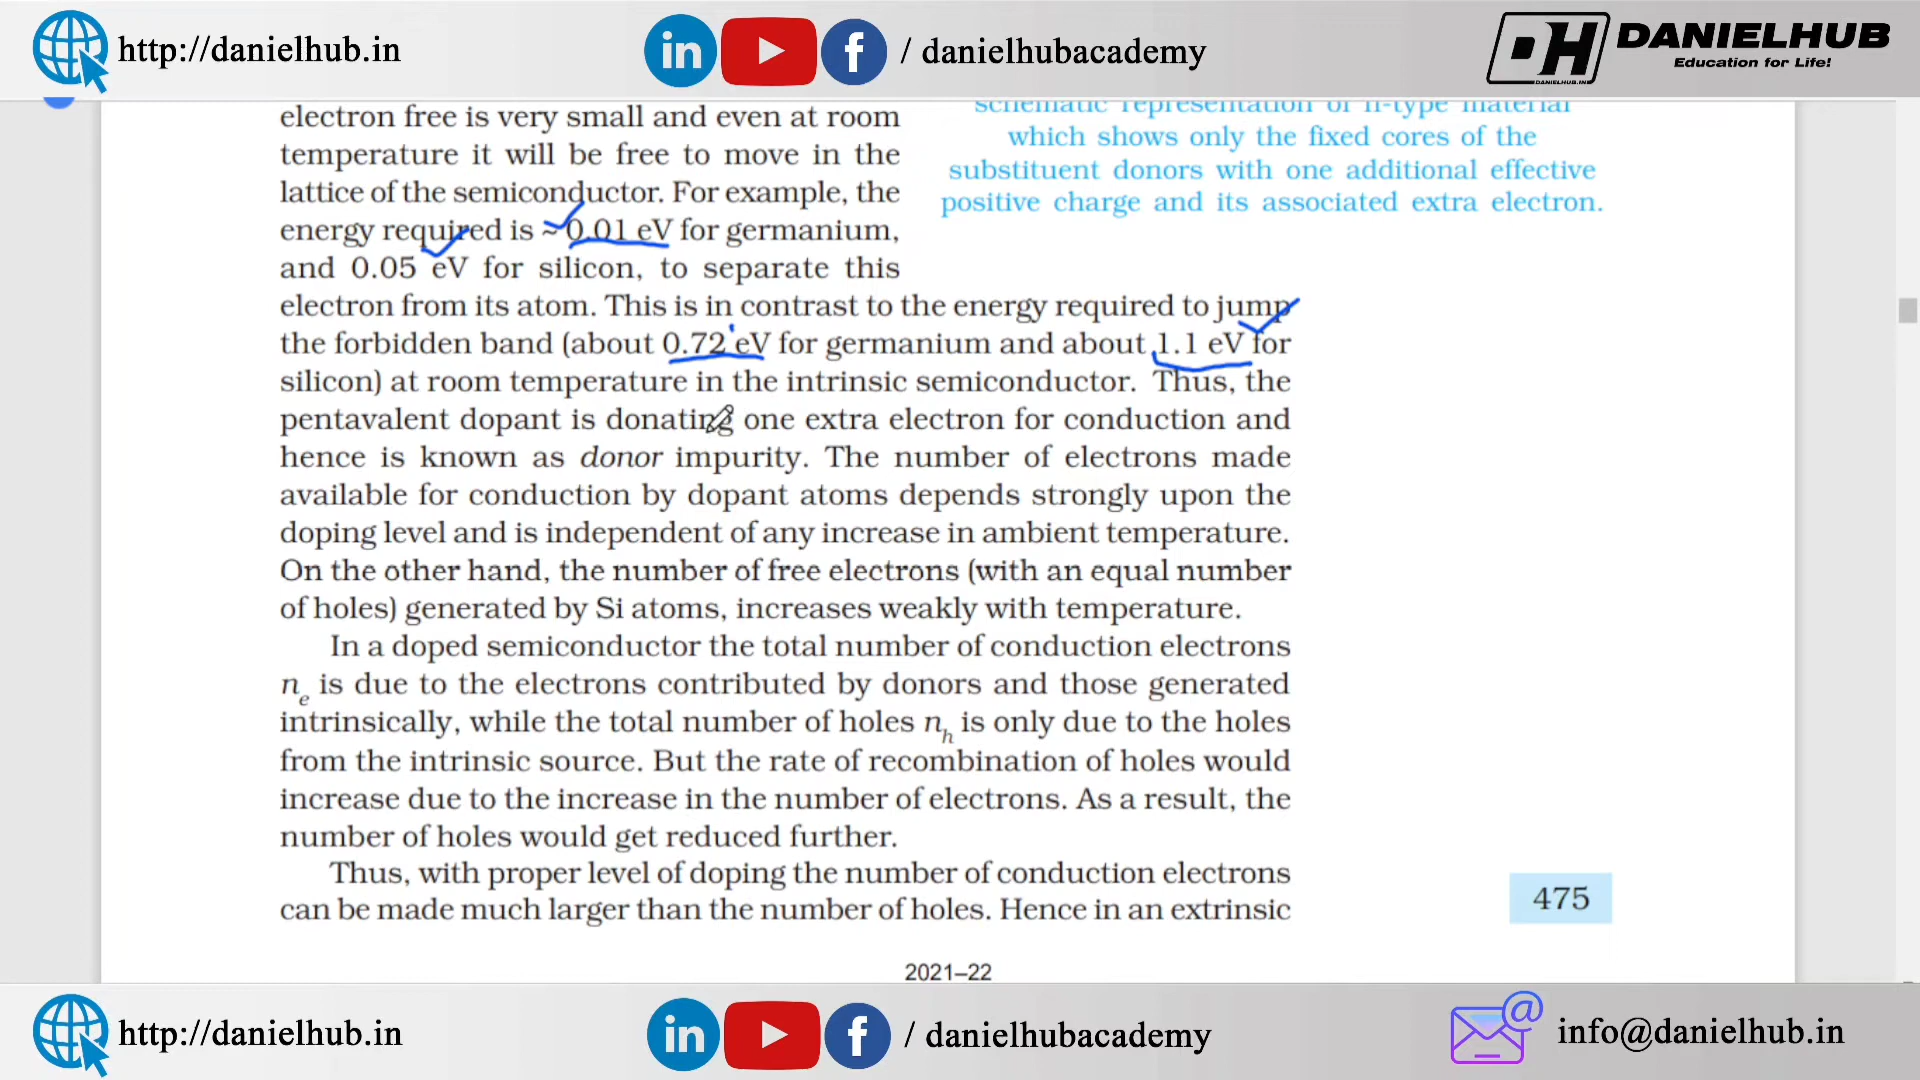 http://danielhub.in
in
f
/ danielhubacademy
DH
DANIELHUB.IN
DANIELHUB
Education for Life!
schematic representation of n-type material
which shows only the fixed cores of the
substituent donors with one additional effective
positive charge and its associated extra electron.
electron free is very small and even at room
temperature it will be free to move in the
lattice of the semiconductor. For example, the
energy required is ~ 0.01 eV for germanium,
and 0.05 eV for silicon, to separate this
electron from its atom. This is in contrast to the energy required to jump
the forbidden band (about 0.72 eV for germanium and about 1.1 eV for
silicon) at room temperature in the intrinsic semiconductor. Thus, the
pentavalent dopant is donating one extra electron for conduction and
hence is known as donor impurity. The number of electrons made
available for conduction by dopant atoms depends strongly upon the
doping level and is independent of any increase in ambient temperature.
On the other hand, the number of free electrons (with an equal number
of holes) generated by Si atoms, increases weakly with temperature.
In a doped semiconductor the total number of conduction electrons
ne is due to the electrons contributed by donors and those generated
intrinsically, while the total number of holes nh is only due to the holes
from the intrinsic source. But the rate of recombination of holes would
increase due to the increase in the number of electrons. As a result, the
number of holes would get reduced further.
Thus, with proper level of doping the number of conduction electrons
can be made much larger than the number of holes. Hence in an extrinsic
475
2021–22
http://danielhub.in
in
f
/ danielhubacademy
@
info@danielhub.in